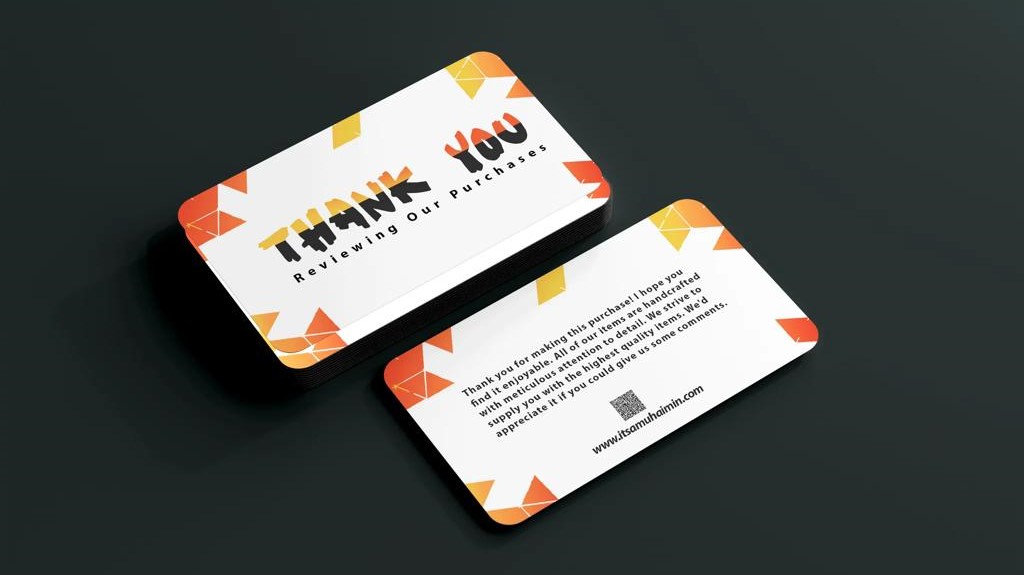 THANK YOU
Reviewing Our Purchases
Thank you for making this purchase! I hope you
find it enjoyable. All of our items are handcrafted
with meticulous attention to detail. We strive to
supply you with the highest quality items. We'd
appreciate it if you could give us some comments.
www.itsamuhaimin.com